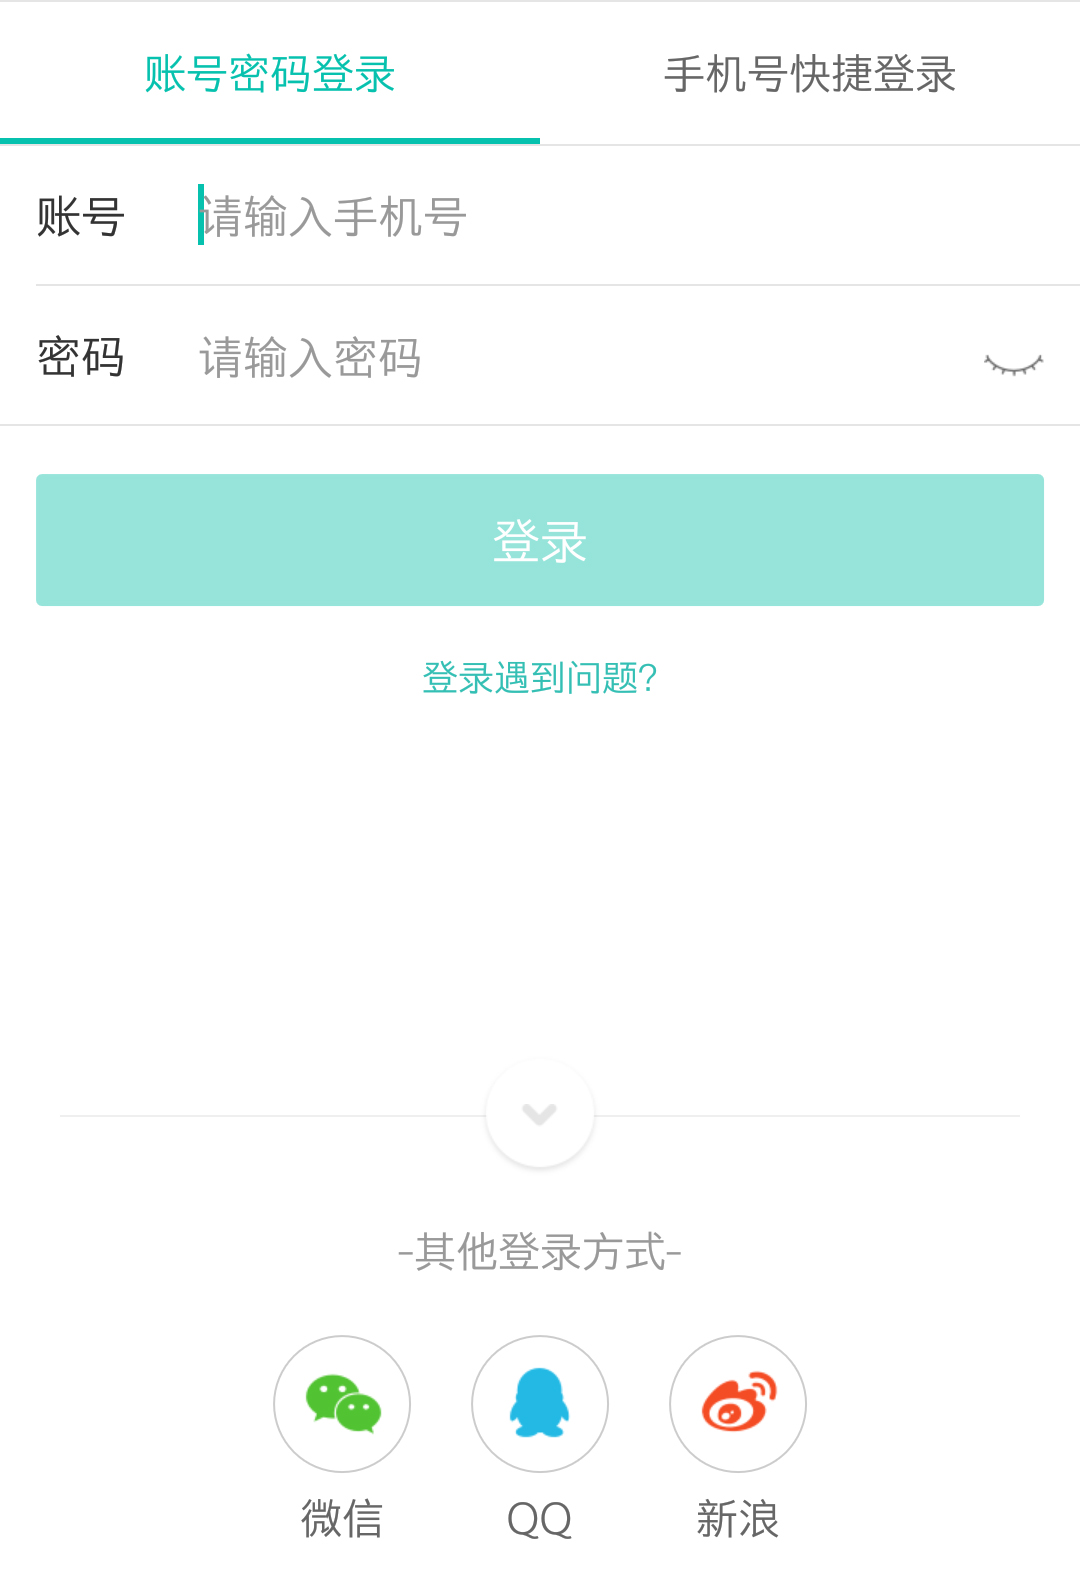 账号密码登录 手机号快捷登录
账号 请输入手机号
密码 请输入密码
登录
登录遇到问题?
-其他登录方式-
微信 QQ 新浪